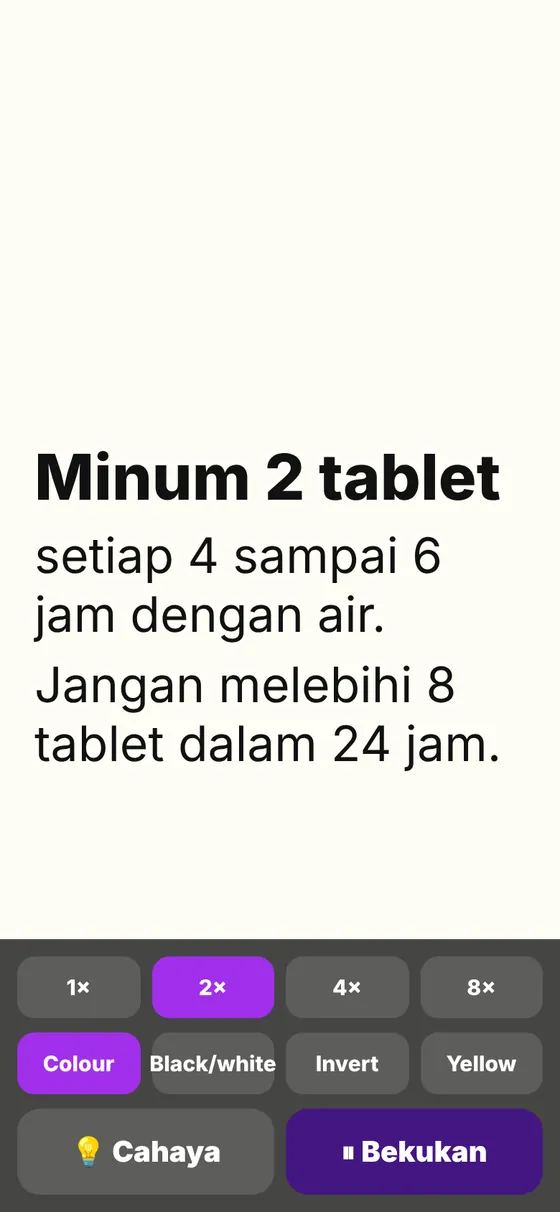 Minum 2 tablet
setiap 4 sampai 6
jam dengan air.
Jangan melebihi 8
tablet dalam 24 jam.
1×
2×
4×
8×
Colour
Black/white
Invert
Yellow
💡 Cahaya
⏸ Bekukan